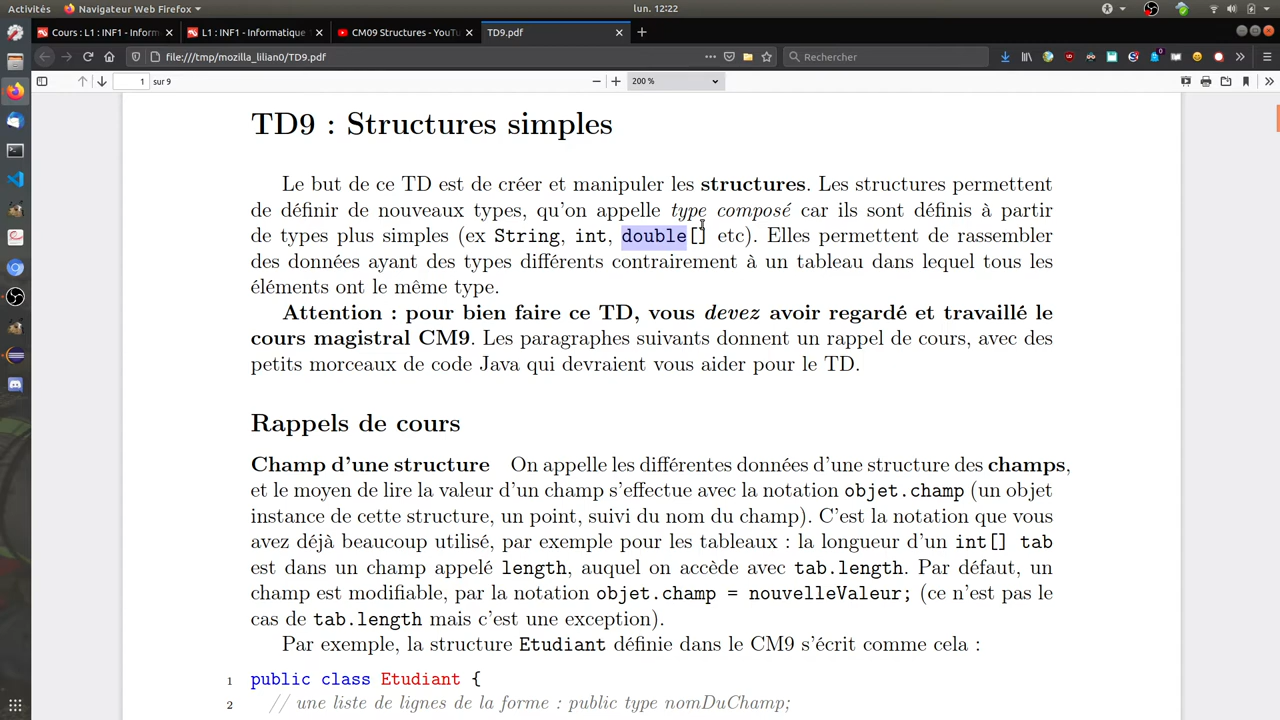 Activités
Navigateur Web Firefox
lun. 12:22
Cours : L1 : INF1 - Inform
L1 : INF1 - Informatique
CM09 Structures - YouTu
TD9.pdf
file:///tmp/mozilla_lilian0/TD9.pdf
Rechercher
1 sur 9
200 %
TD9 : Structures simples
Le but de ce TD est de créer et manipuler les structures. Les structures permettent
de définir de nouveaux types, qu'on appelle type composé car ils sont définis à partir
de types plus simples (ex String, int, double[] etc). Elles permettent de rassembler
des données ayant des types différents contrairement à un tableau dans lequel tous les
éléments ont le même type.
Attention : pour bien faire ce TD, vous devez avoir regardé et travaillé le
cours magistral CM9. Les paragraphes suivants donnent un rappel de cours, avec des
petits morceaux de code Java qui devraient vous aider pour le TD.
Rappels de cours
Champ d'une structure On appelle les différentes données d'une structure des champs,
et le moyen de lire la valeur d'un champ s'effectue avec la notation objet.champ (un objet
instance de cette structure, un point, suivi du nom du champ). C'est la notation que vous
avez déjà beaucoup utilisé, par exemple pour les tableaux : la longueur d'un int[] tab
est dans un champ appelé length, auquel on accède avec tab.length. Par défaut, un
champ est modifiable, par la notation objet.champ = nouvelleValeur; (ce n'est pas le
cas de tab.length mais c'est une exception).
Par exemple, la structure Etudiant définie dans le CM9 s'écrit comme cela :
1 public class Etudiant {
2 // une liste de lignes de la forme : public type nomDuChamp;